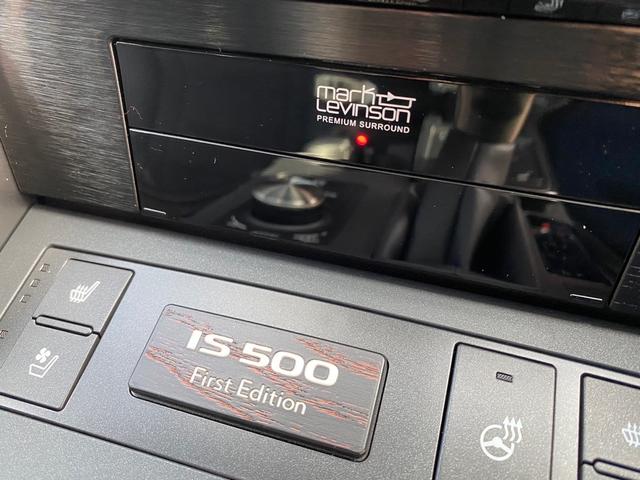 mark
Levinson
PREMIUM SURROUND
IS 500
First Edition